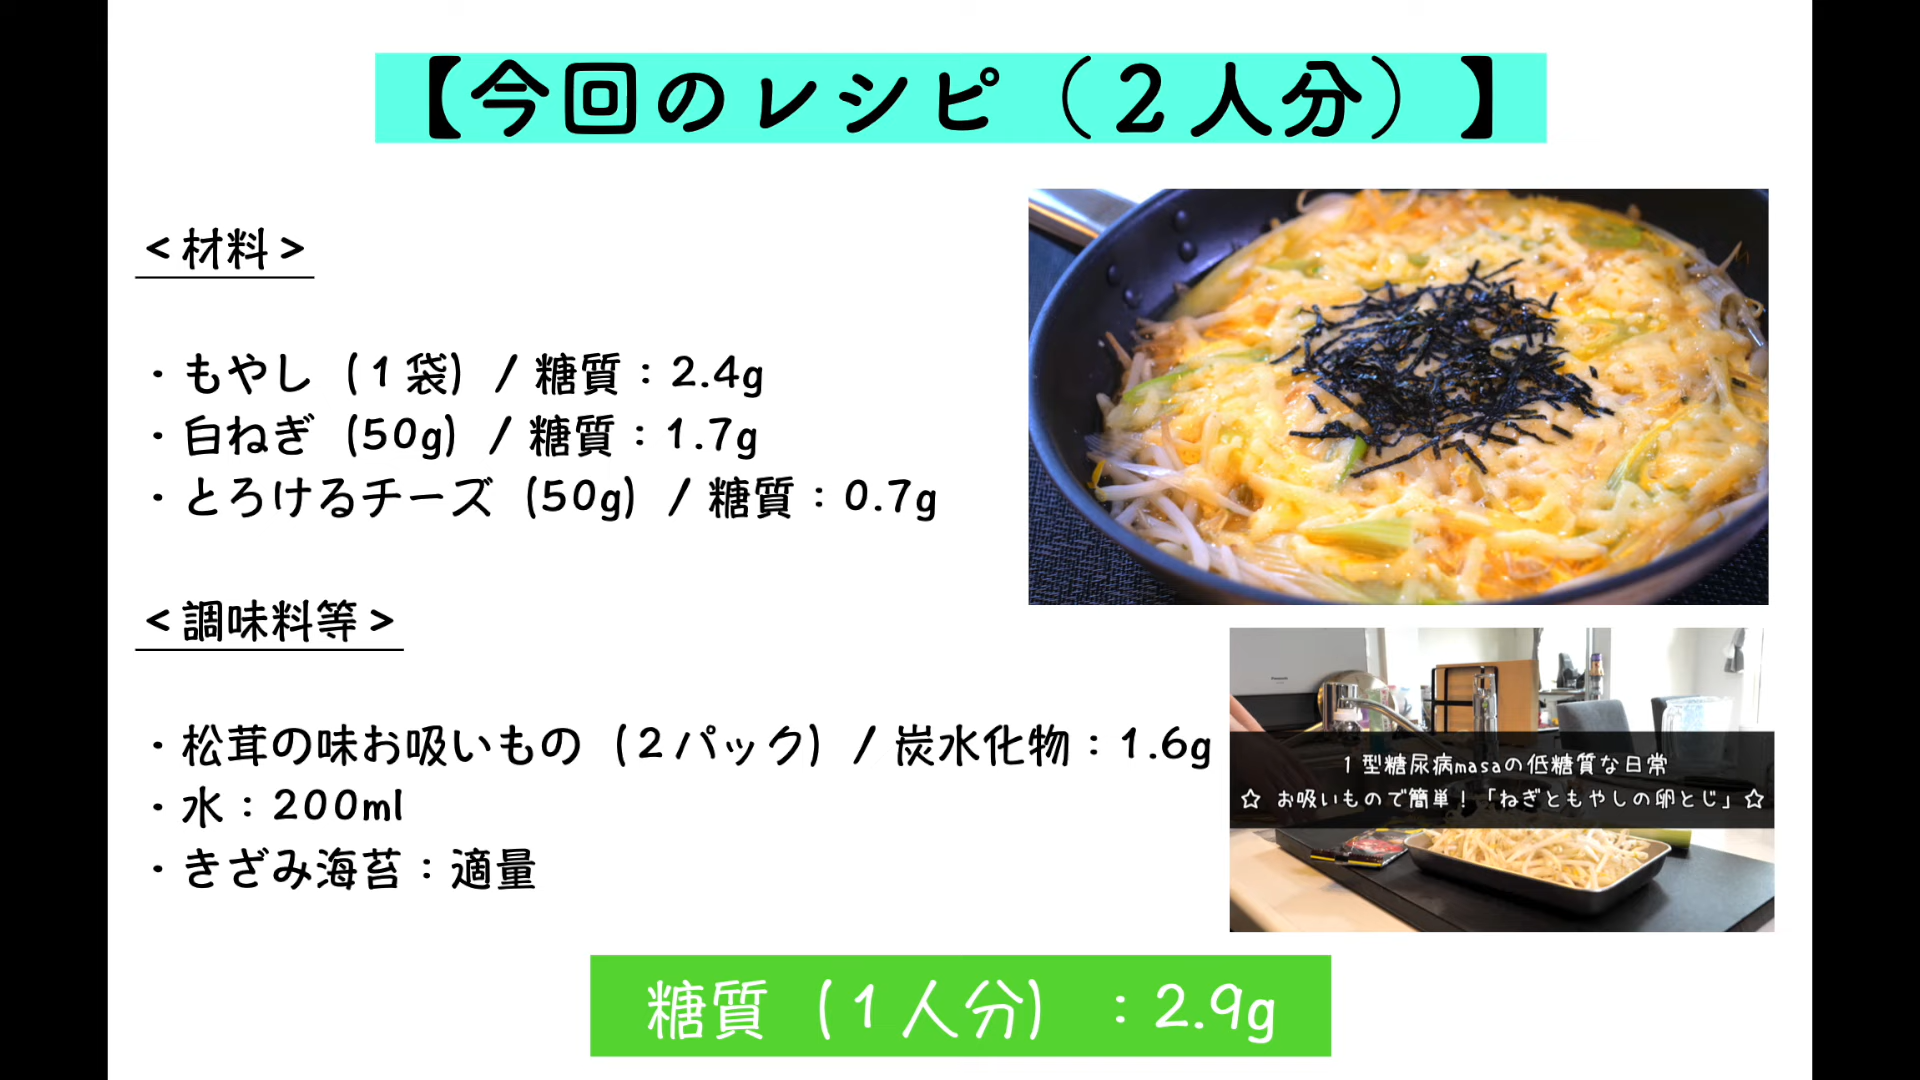 【今回のレシピ（２人分）】
＜材料＞
・もやし（１袋）/ 糖質：2.4g
・白ねぎ（50g）/ 糖質：1.7g
・とろけるチーズ（50g）/ 糖質：0.7g
＜調味料等＞
・松茸の味お吸いもの（２パック）/ 炭水化物：1.6g
・水：200ml
・きざみ海苔：適量
Panasonic
１型糖尿病masaの低糖質な日常
☆ お吸いもので簡単！「ねぎともやしの卵とじ」☆
糖質（１人分）：2.9g